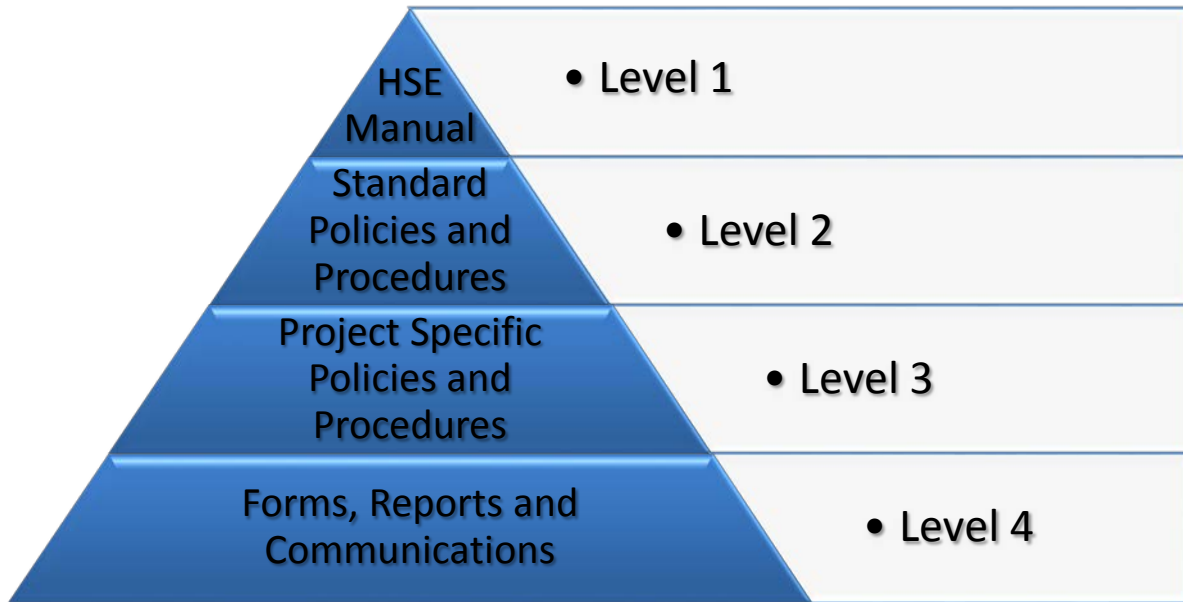 HSE
Manual
• Level 1
Standard
Policies and
Procedures
• Level 2
Project Specific
Policies and
Procedures
• Level 3
Forms, Reports and
Communications
• Level 4